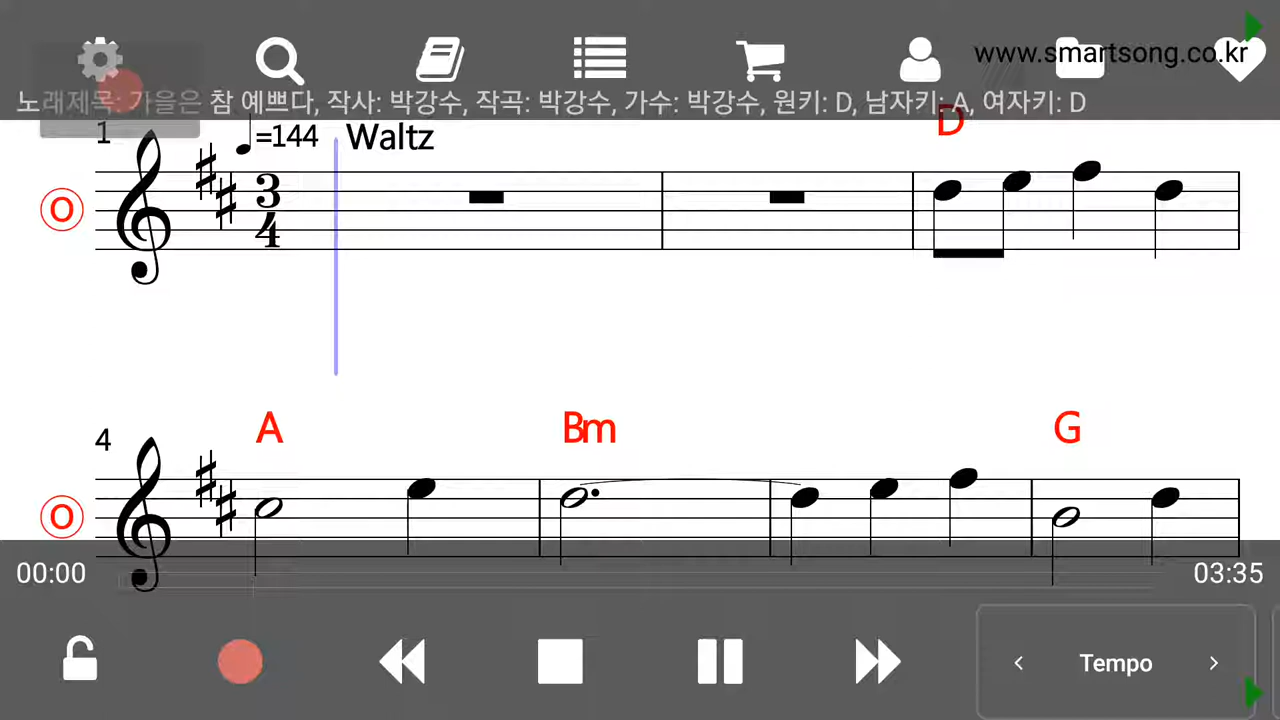 www.smartsong.co.kr
노래제목: 가을은 참 예쁘다, 작사: 박강수, 작곡: 박강수, 가수: 박강수, 원키: D, 남자키: A, 여자키: D
1 =144 Waltz D
3
4
O
4 A Bm G
O
00:00 03:35
< Tempo >